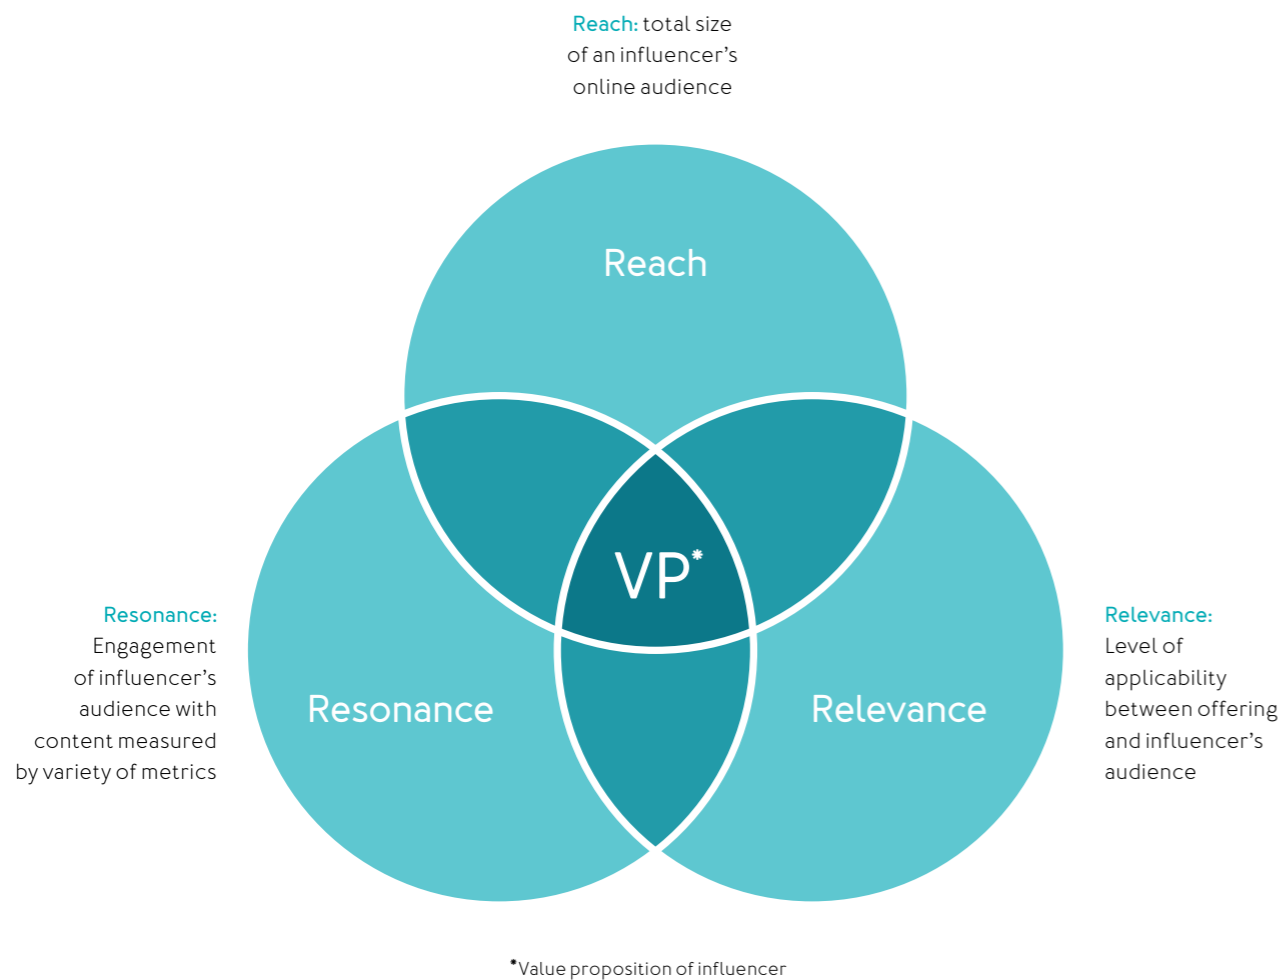 Reach: total size
of an influencer’s
online audience
Reach
VP*
Resonance:
Engagement
of influencer’s
audience with
content measured
by variety of metrics
Resonance
Relevance
Relevance:
Level of
applicability
between offering
and influencer’s
audience
*Value proposition of influencer